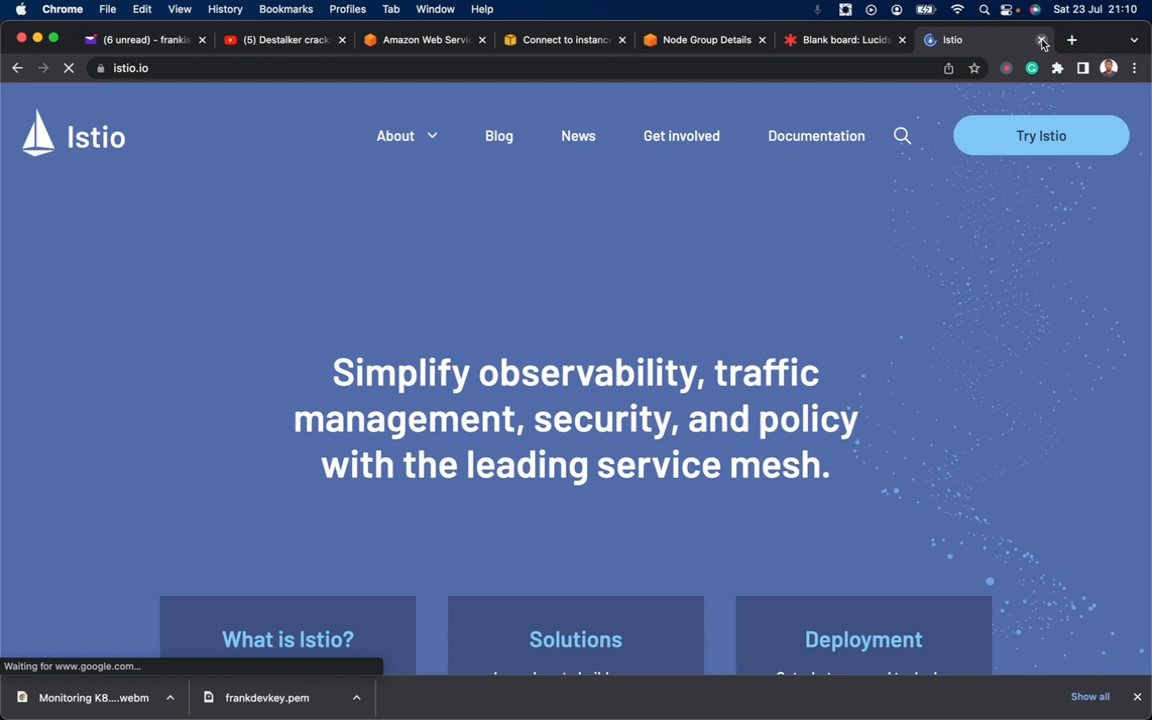 Chrome File Edit View History Bookmarks Profiles Tab Window Help Sat 23 Jul 21:10
(6 unread) - frankis (5) Destalker crack Amazon Web Servic Connect to instanc Node Group Details Blank board: Lucids Istio
istio.io
Istio About Blog News Get involved Documentation Try Istio
Simplify observability, traffic
management, security, and policy
with the leading service mesh.
What is Istio? Solutions Deployment
Waiting for www.google.com...
Monitoring K8....webm frankdevkey.pem Show all